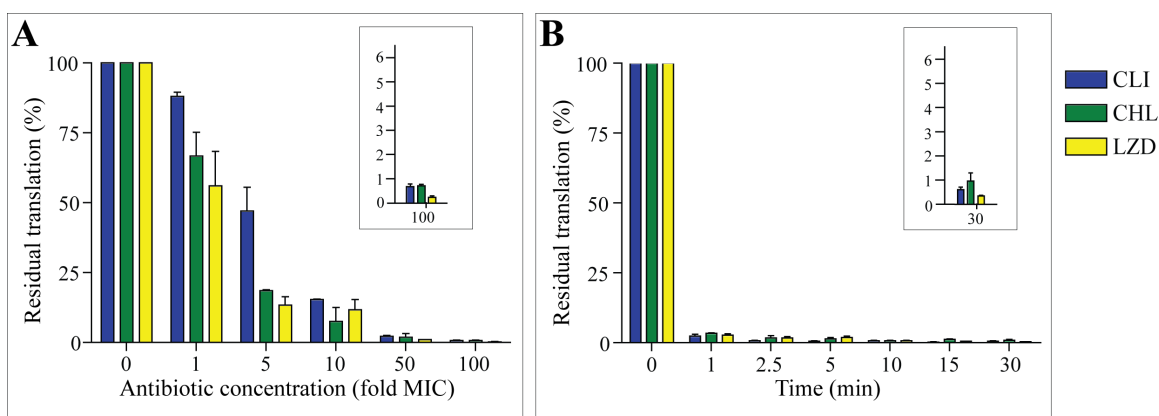 A
Residual translation (%)
100
75
50
25
0
0 1 5 10 50 100
Antibiotic concentration (fold MIC)
6
5
4
3
2
1
0
100
B
Residual translation (%)
100
75
50
25
0
0 1 2.5 5 10 15 30
Time (min)
6
5
4
3
2
1
0
30
CLI
CHL
LZD